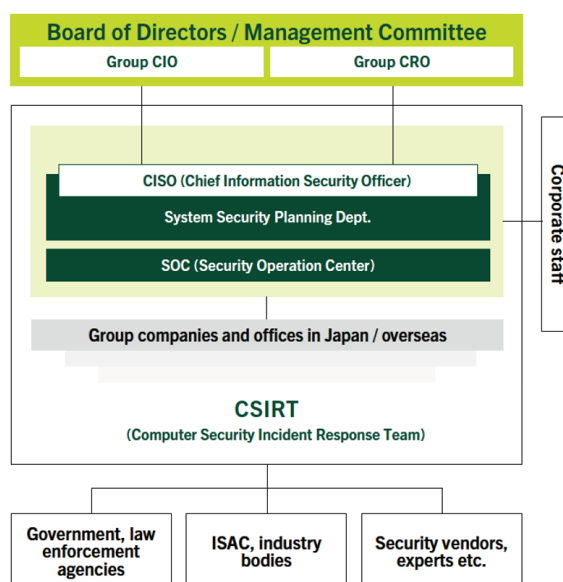 Board of Directors / Management Committee
Group CIO
Group CRO
CISO (Chief Information Security Officer)
System Security Planning Dept.
SOC (Security Operation Center)
Corporate staff
Group companies and offices in Japan / overseas
CSIRT
(Computer Security Incident Response Team)
Government, law
enforcement
agencies
ISAC, industry
bodies
Security vendors,
experts etc.